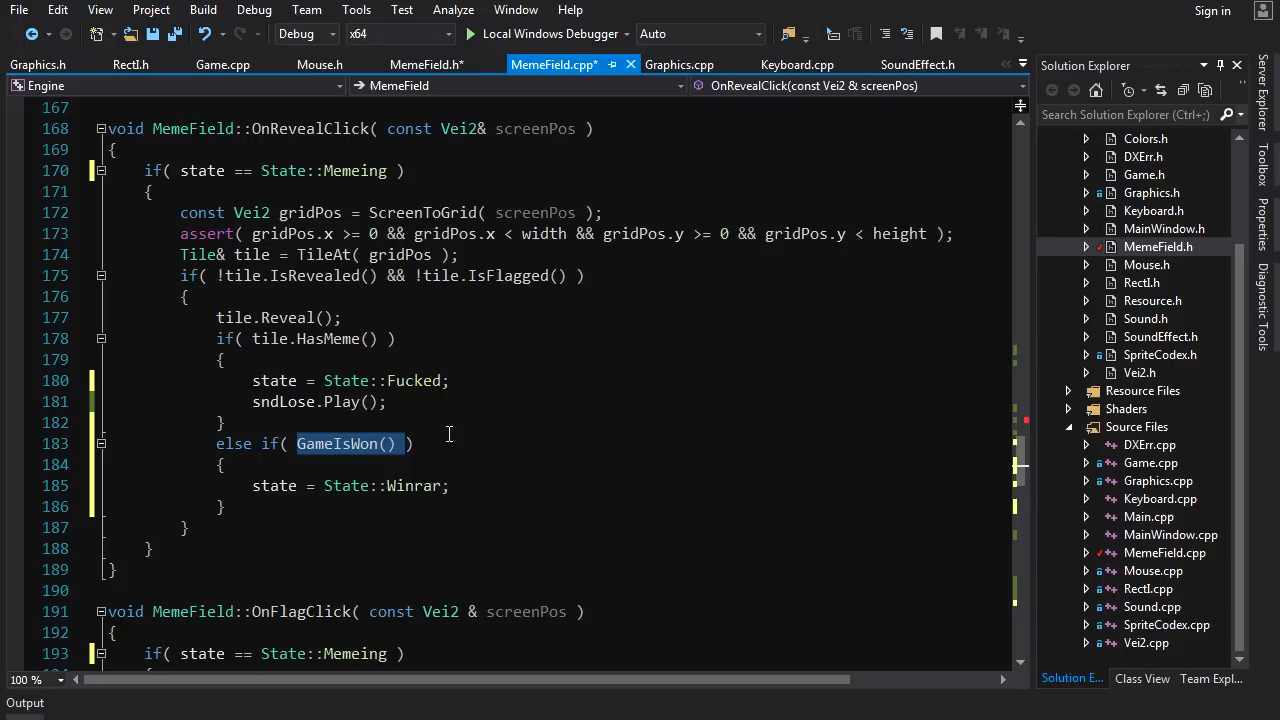 File Edit View Project Build Debug Team Tools Test Analyze Window Help Sign in
Debug x64 Local Windows Debugger Auto
Graphics.h RectI.h Game.cpp Mouse.h MemeField.h* MemeField.cpp* Graphics.cpp Keyboard.cpp SoundEffect.h
Engine MemeField OnRevealClick(const Vei2 & screenPos)
167
168 void MemeField::OnRevealClick( const Vei2& screenPos )
169 {
170 if( state == State::Memeing )
171 {
172 const Vei2 gridPos = ScreenToGrid( screenPos );
173 assert( gridPos.x >= 0 && gridPos.x < width && gridPos.y >= 0 && gridPos.y < height );
174 Tile& tile = TileAt( gridPos );
175 if( !tile.IsRevealed() && !tile.IsFlagged() )
176 {
177 tile.Reveal();
178 if( tile.HasMeme() )
179 {
180 state = State::Fucked;
181 sndLose.Play();
182 }
183 else if( GameIsWon() )
184 {
185 state = State::Winrar;
186 }
187 }
188 }
189 }
190
191 void MemeField::OnFlagClick( const Vei2 & screenPos )
192 {
193 if( state == State::Memeing )
100 %
Output
Solution Explorer
Search Solution Explorer (Ctrl+;)
Colors.h
DXErr.h
Game.h
Graphics.h
Keyboard.h
MainWindow.h
MemeField.h
Mouse.h
RectI.h
Resource.h
Sound.h
SoundEffect.h
SpriteCodex.h
Vei2.h
Resource Files
Shaders
Source Files
DXErr.cpp
Game.cpp
Graphics.cpp
Keyboard.cpp
Main.cpp
MainWindow.cpp
MemeField.cpp
Mouse.cpp
RectI.cpp
Sound.cpp
SpriteCodex.cpp
Vei2.cpp
Solution E... Class View Team Expl...
Server Explorer
Toolbox
Properties
Diagnostic Tools